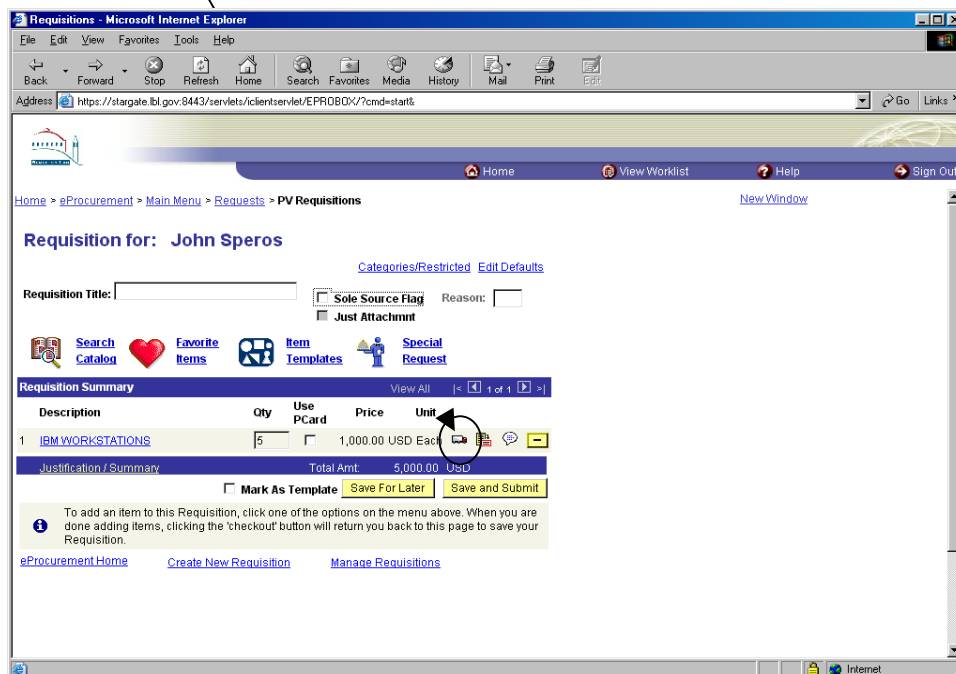 Requisitions - Microsoft Internet Explorer
File Edit View Favorites Tools Help
Back Forward Stop Refresh Home Search Favorites Media History Mail Print Edit
Address https://stargate.lbl.gov:8443/servlets/iclientservlet/EPROBOX/?cmd=start& Go Links
Home View Worklist Help Sign Out
Home > eProcurement > Main Menu > Requests > PV Requisitions New Window
Requisition for: John Speros
Categories/Restricted Edit Defaults
Requisition Title: Sole Source Flag Reason:
Just Attachmnt
Search Catalog Favorite Items Item Templates Special Request
Requisition Summary View All |< 1 of 1 >|
Description Qty Use PCard Price Unit
1 IBM WORKSTATIONS 5 1,000.00 USD Each
Justification / Summary Total Amt: 5,000.00 USD
Mark As Template Save For Later Save and Submit
To add an item to this Requisition, click one of the options on the menu above. When you are
done adding items, clicking the 'checkout' button will return you back to this page to save your
Requisition.
eProcurement Home Create New Requisition Manage Requisitions
Internet